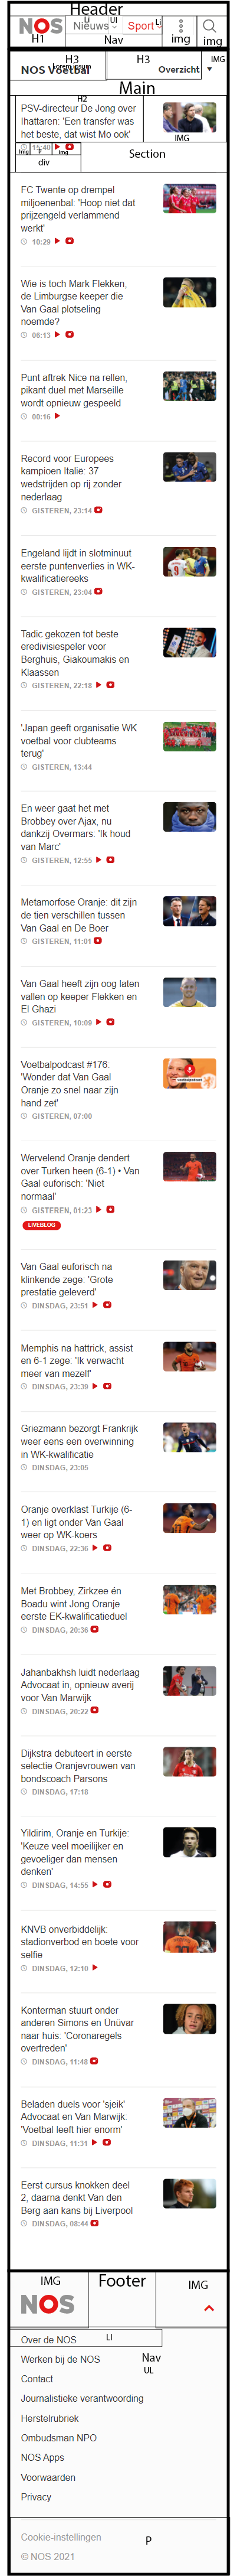 Header
NOS Nieuws Li Ul Sport Li
H1 Nav img img
H3 H3 IMG
NOS Voetbal Lorem ipsum Overzicht
Main
H2
PSV-directeur De Jong over
Ihattaren: 'Een transfer was
het beste, dat wist Mo ook'
IMG
15:40
Img P img
div
Section
FC Twente op drempel
miljoenenbal: 'Hoop niet dat
prijzengeld verlammend
werkt'
10:29
Wie is toch Mark Flekken,
de Limburgse keeper die
Van Gaal plotseling
noemde?
06:13
Punt aftrek Nice na rellen,
pikant duel met Marseille
wordt opnieuw gespeeld
00:16
Record voor Europees
kampioen Italië: 37
wedstrijden op rij zonder
nederlaag
GISTEREN, 23:14
Engeland lijdt in slotminuut
eerste puntenverlies in WK-
kwalificatiereeks
GISTEREN, 23:04
Tadic gekozen tot beste
eredivisiespeler voor
Berghuis, Giakoumakis en
Klaassen
GISTEREN, 22:18
'Japan geeft organisatie WK
voetbal voor clubteams
terug'
GISTEREN, 13:44
En weer gaat het met
Brobbey over Ajax, nu
dankzij Overmars: 'Ik houd
van Marc'
GISTEREN, 12:55
Metamorfose Oranje: dit zijn
de tien verschillen tussen
Van Gaal en De Boer
GISTEREN, 11:01
Van Gaal heeft zijn oog laten
vallen op keeper Flekken en
El Ghazi
GISTEREN, 10:09
Voetbalpodcast #176:
'Wonder dat Van Gaal
Oranje zo snel naar zijn
hand zet'
GISTEREN, 07:00
Wervelend Oranje dendert
over Turken heen (6-1) • Van
Gaal euforisch: 'Niet
normaal'
GISTEREN, 01:23
LIVEBLOG
Van Gaal euforisch na
klinkende zege: 'Grote
prestatie geleverd'
DINSDAG, 23:51
Memphis na hattrick, assist
en 6-1 zege: 'Ik verwacht
meer van mezelf'
DINSDAG, 23:39
Griezmann bezorgt Frankrijk
weer eens een overwinning
in WK-kwalificatie
DINSDAG, 23:05
Oranje overklast Turkije (6-
1) en ligt onder Van Gaal
weer op WK-koers
DINSDAG, 22:36
Met Brobbey, Zirkzee én
Boadu wint Jong Oranje
eerste EK-kwalificatieduel
DINSDAG, 20:36
Jahanbakhsh luidt nederlaag
Advocaat in, opnieuw averij
voor Van Marwijk
DINSDAG, 20:22
Dijkstra debuteert in eerste
selectie Oranjevrouwen van
bondscoach Parsons
DINSDAG, 17:18
Yildirim, Oranje en Turkije:
'Keuze veel moeilijker en
gevoeliger dan mensen
denken'
DINSDAG, 14:55
KNVB onverbiddelijk:
stadionverbod en boete voor
selfie
DINSDAG, 12:10
Konterman stuurt onder
anderen Simons en Ünüvar
naar huis: 'Coronaregels
overtreden'
DINSDAG, 11:48
Beladen duels voor 'sjeik'
Advocaat en Van Marwijk:
'Voetbal leeft hier enorm'
DINSDAG, 11:31
Eerst cursus knokken deel
2, daarna denkt Van den
Berg aan kans bij Liverpool
DINSDAG, 08:44
IMG Footer IMG
NOS
Over de NOS LI
Werken bij de NOS Nav
UL
Contact
Journalistieke verantwoording
Herstelrubriek
Ombudsman NPO
NOS Apps
Voorwaarden
Privacy
Cookie-instellingen P
© NOS 2021